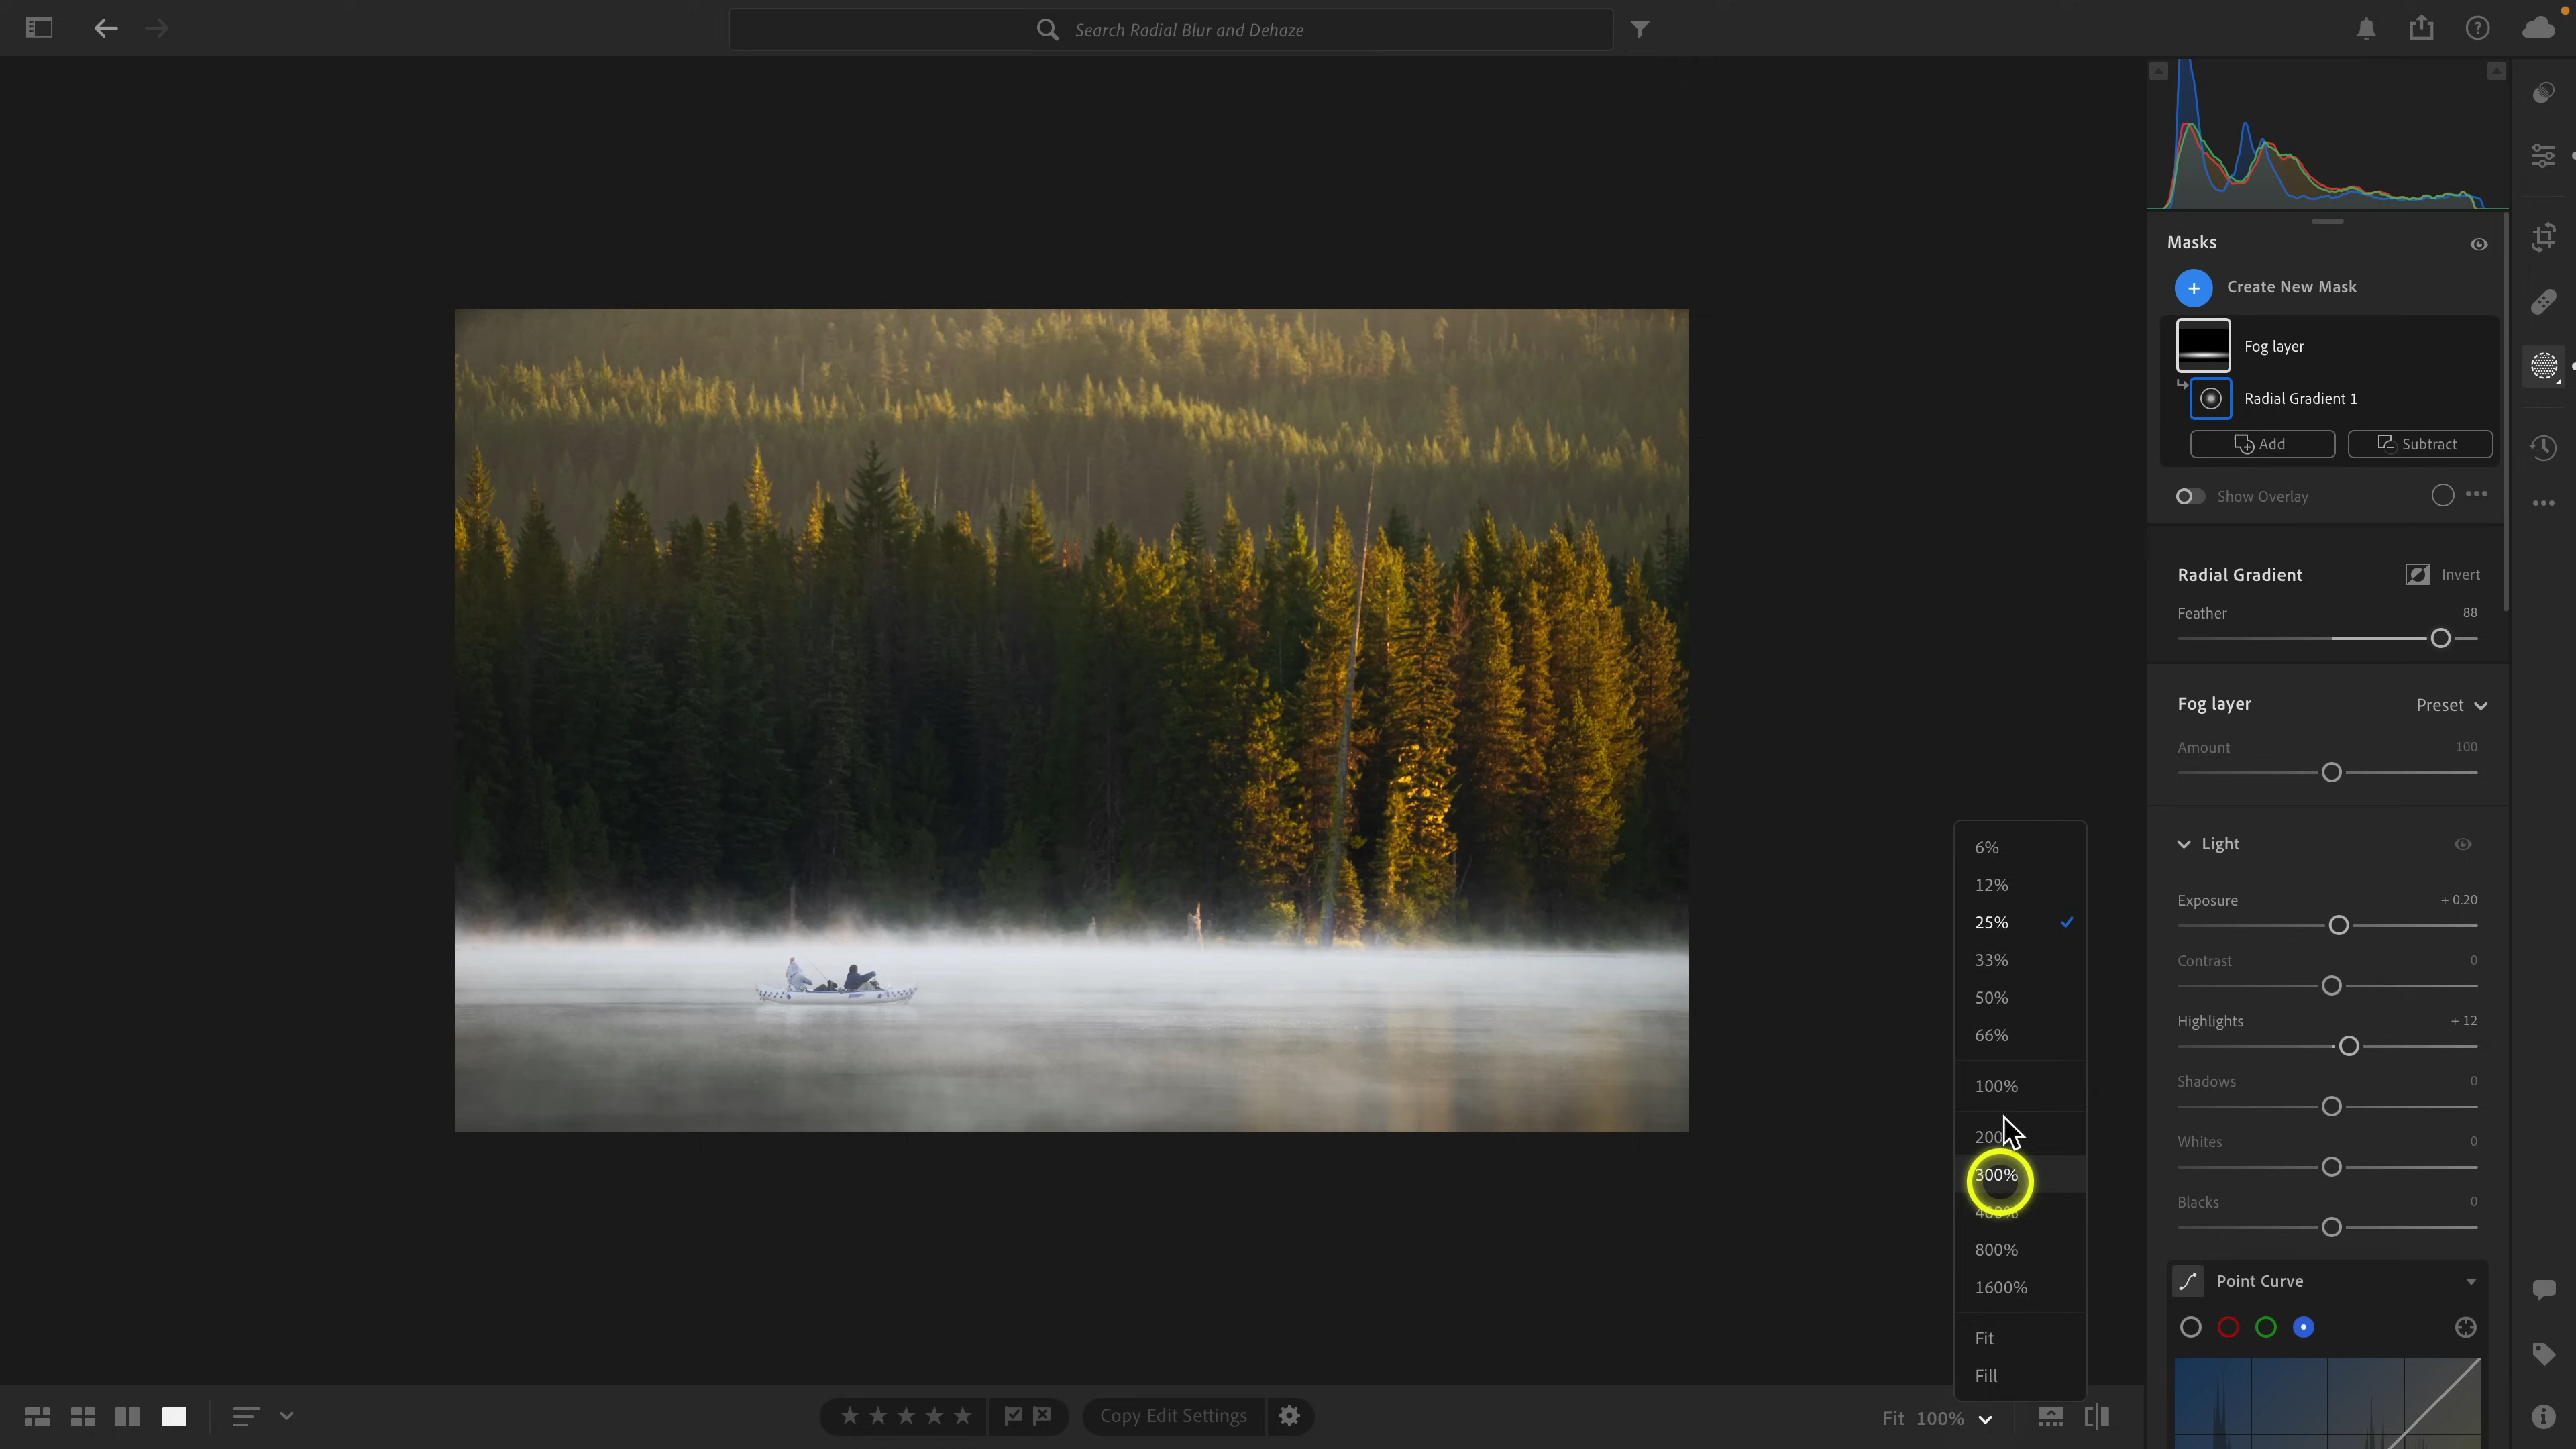 Search Radial Blur and Dehaze
Masks
Create New Mask
Fog layer
Radial Gradient 1
Add
Subtract
Show Overlay
Radial Gradient
Invert
Feather
88
Fog layer
Preset
Amount
100
Light
Exposure
+ 0.20
Contrast
0
Highlights
+ 12
Shadows
0
Whites
0
Blacks
0
Point Curve
6%
12%
25%
33%
50%
66%
100%
200
300%
400%
800%
1600%
Fit
Fill
Copy Edit Settings
Fit 100%